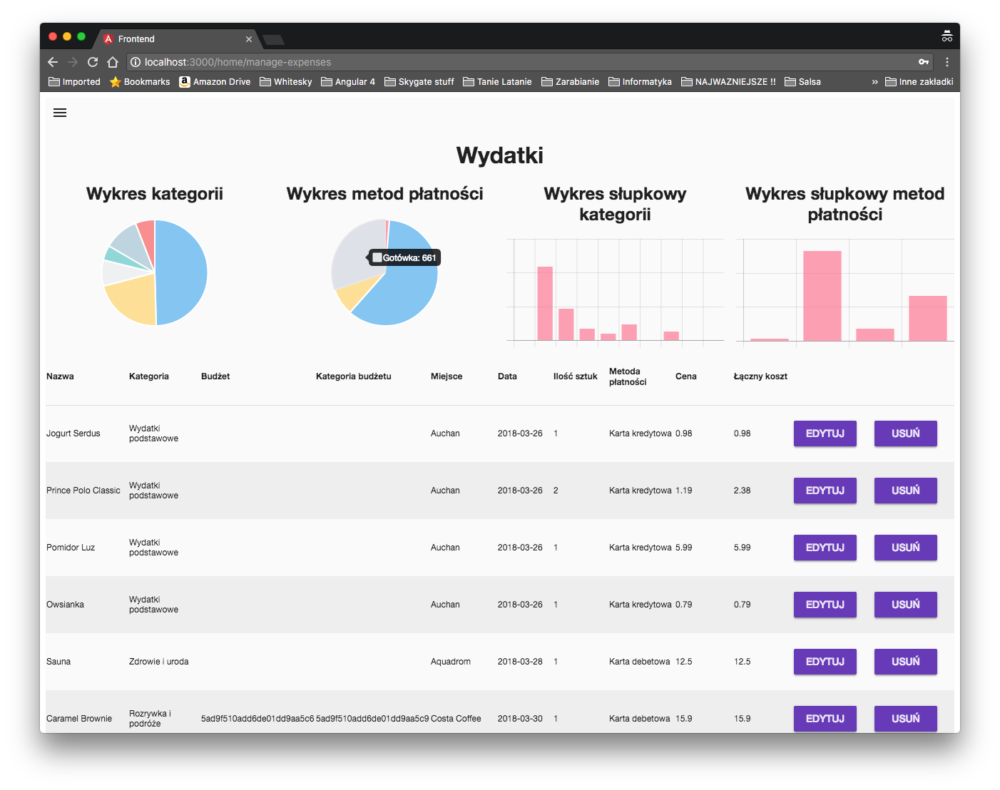 Frontend
localhost:3000/home/manage-expenses
Imported Bookmarks Amazon Drive Whitesky Angular 4 Skygate stuff Tanie Latanie Zarabianie Informatyka NAJWAZNIEJSZE !! Salsa » Inne zakładki
Wydatki
Wykres kategorii
Wykres metod płatności
Wykres słupkowy
kategorii
Wykres słupkowy metod
płatności
Gotówka: 661
Nazwa Kategoria Budżet Kategoria budżetu Miejsce Data Ilość sztuk Metoda płatności Cena Łączny koszt
Jogurt Serdus Wydatki podstawowe Auchan 2018-03-26 1 Karta kredytowa 0.98 0.98 EDYTUJ USUŃ
Prince Polo Classic Wydatki podstawowe Auchan 2018-03-26 2 Karta kredytowa 1.19 2.38 EDYTUJ USUŃ
Pomidor Luz Wydatki podstawowe Auchan 2018-03-26 1 Karta kredytowa 5.99 5.99 EDYTUJ USUŃ
Owsianka Wydatki podstawowe Auchan 2018-03-26 1 Karta kredytowa 0.79 0.79 EDYTUJ USUŃ
Sauna Zdrowie i uroda Aquadrom 2018-03-28 1 Karta debetowa 12.5 12.5 EDYTUJ USUŃ
Caramel Brownie Rozrywka i podróże 5ad9f510add6de01dd9aa5c6 5ad9f510add6de01dd9aa5c9 Costa Coffee 2018-03-30 1 Karta debetowa 15.9 15.9 EDYTUJ USUŃ